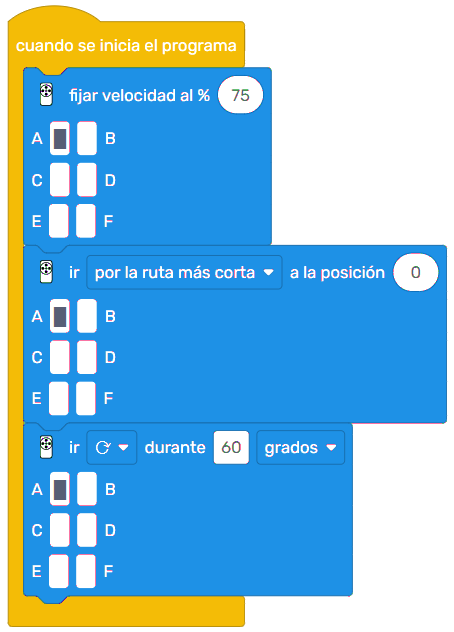 cuando se inicia el programa
fijar velocidad al % 75
A B
C D
E F
ir por la ruta más corta a la posición 0
A B
C D
E F
ir durante 60 grados
A B
C D
E F